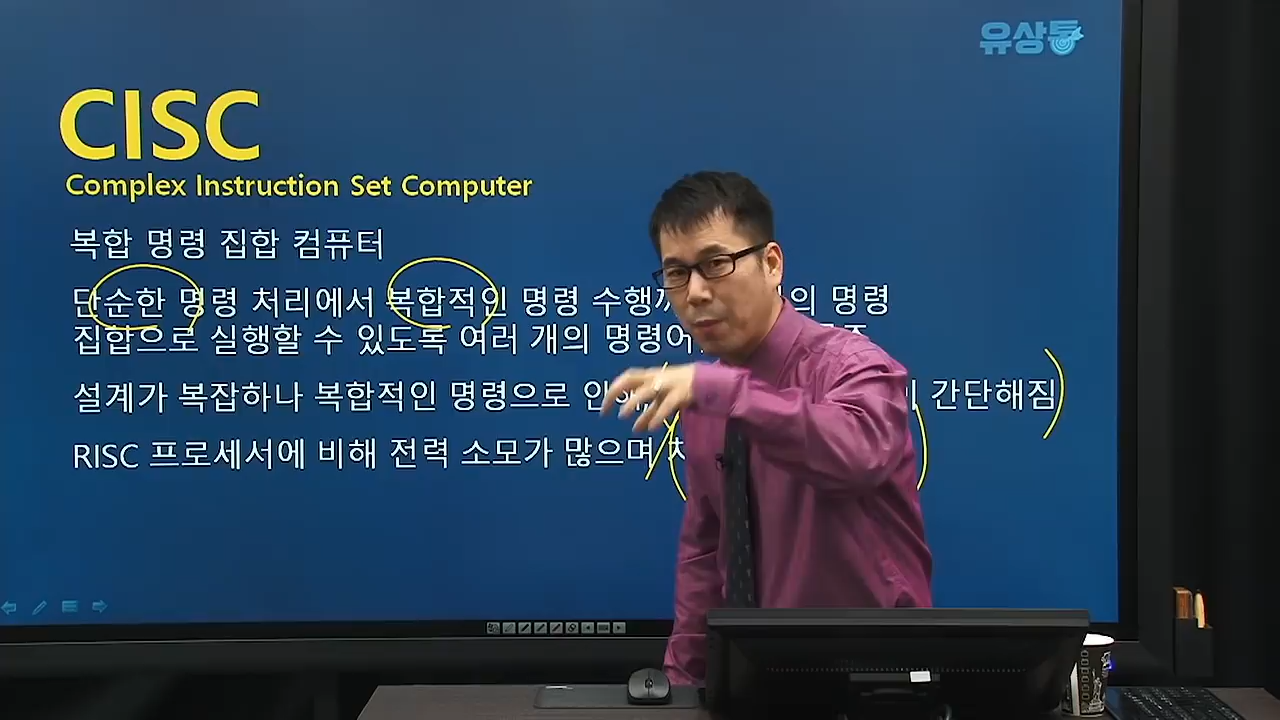 유상통
CISC
Complex Instruction Set Computer
복합 명령 집합 컴퓨터
단순한 명령 처리에서 복합적인 명령 수행 의 명령
집합으로 실행할 수 있도록 여러 개의 명령어
설계가 복잡하나 복합적인 명령으로 인해 간단해짐
RISC 프로세서에 비해 전력 소모가 많으며